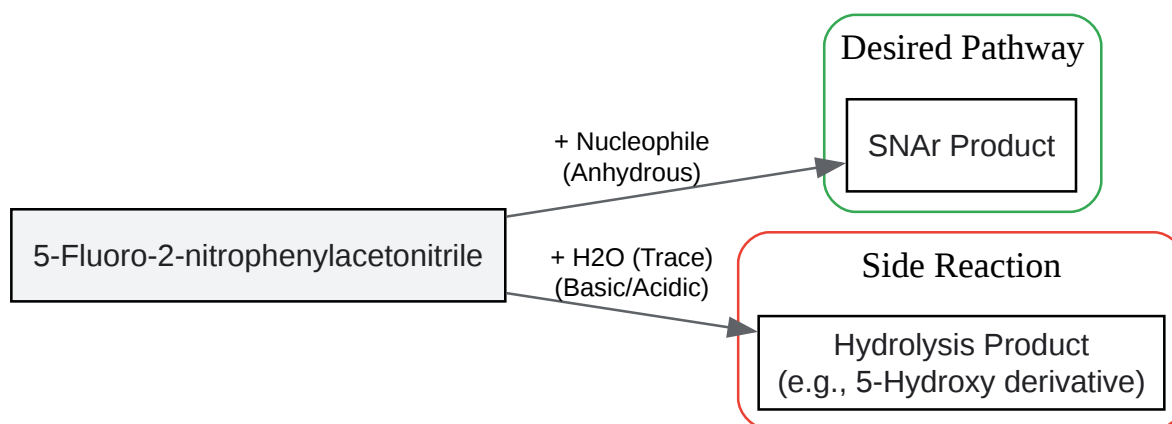 Desired Pathway
SNAr Product
+ Nucleophile
(Anhydrous)
5-Fluoro-2-nitrophenylacetonitrile
+ H2O (Trace)
(Basic/Acidic)
Side Reaction
Hydrolysis Product
(e.g., 5-Hydroxy derivative)